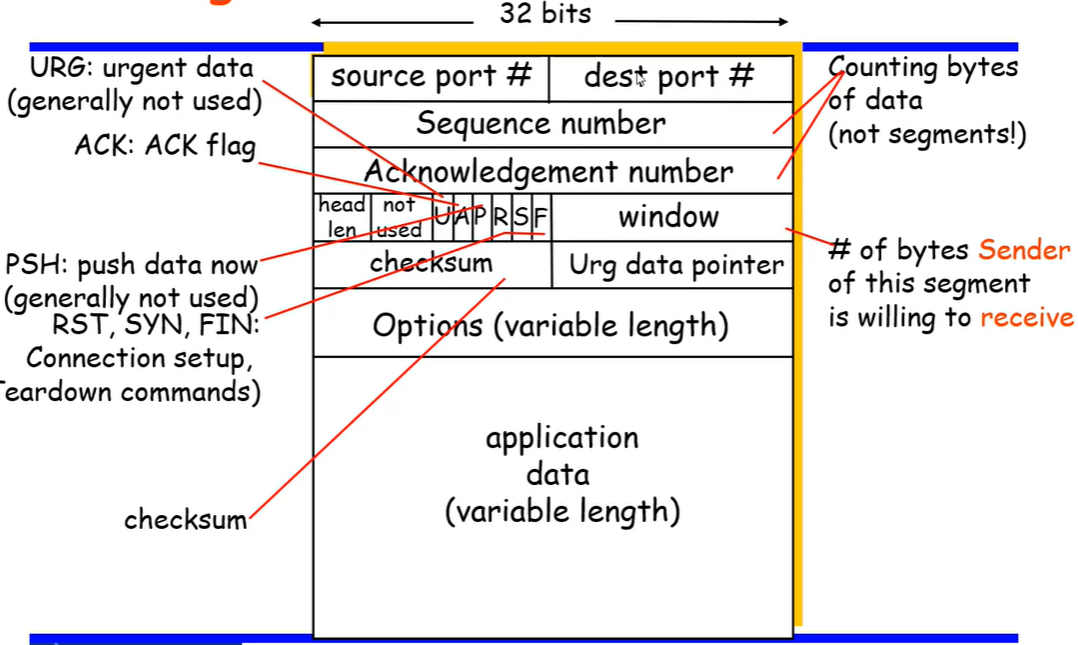 32 bits
URG: urgent data
(generally not used)
ACK: ACK flag
PSH: push data now
(generally not used)
RST, SYN, FIN:
Connection setup,
Teardown commands)
checksum
source port #
dest port #
Sequence number
Acknowledgement number
head
len
not
used
U A P R S F
window
checksum
Urg data pointer
Options (variable length)
application
data
(variable length)
Counting bytes
of data
(not segments!)
# of bytes Sender
of this segment
is willing to receive